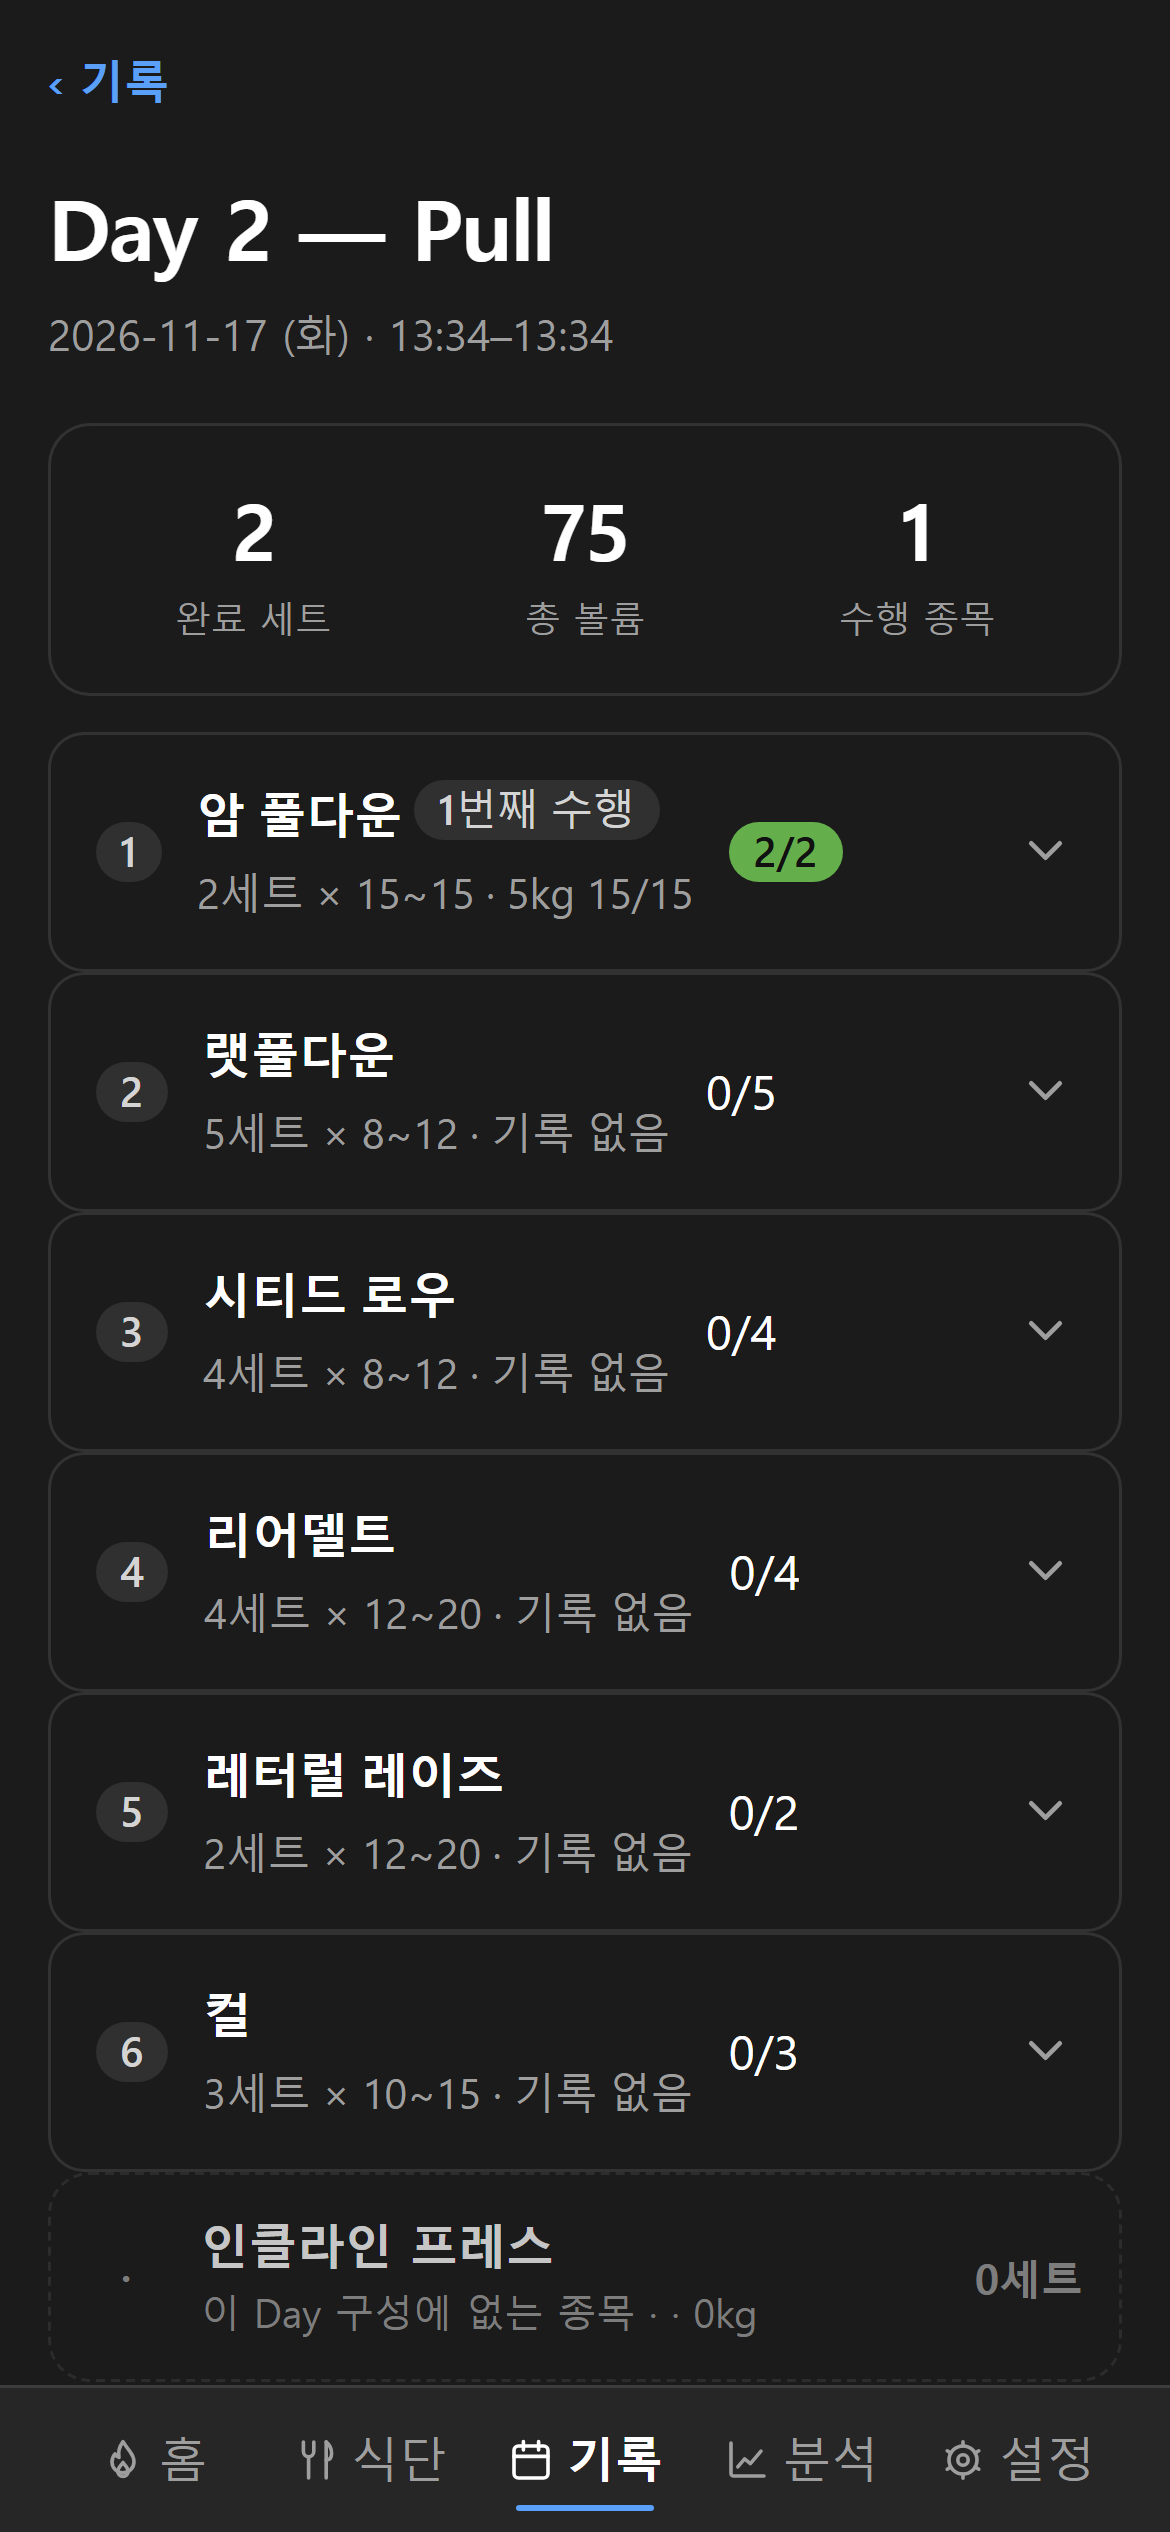 ‹ 기록
Day 2 — Pull
2026-11-17 (화) · 13:34–13:34
2 75 1
완료 세트 총 볼륨 수행 종목
1 암 풀다운 1번째 수행 2/2
2세트 × 15~15 · 5kg 15/15
2 랫풀다운 0/5
5세트 × 8~12 · 기록 없음
3 시티드 로우 0/4
4세트 × 8~12 · 기록 없음
4 리어델트 0/4
4세트 × 12~20 · 기록 없음
5 레터럴 레이즈 0/2
2세트 × 12~20 · 기록 없음
6 컬 0/3
3세트 × 10~15 · 기록 없음
· 인클라인 프레스 0세트
이 Day 구성에 없는 종목 · · 0kg
홈 식단 기록 분석 설정